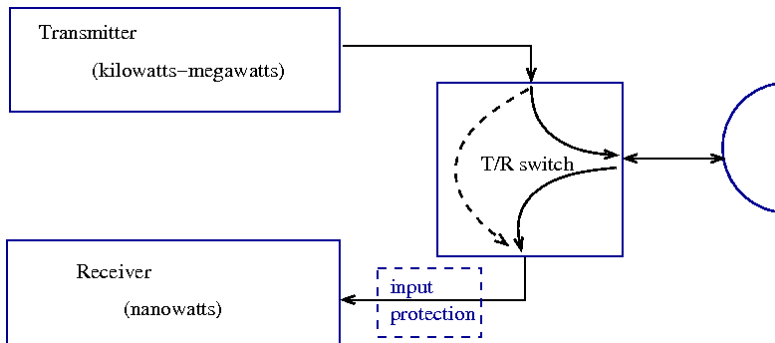 Transmitter
(kilowatts−megawatts)
T/R switch
Receiver
(nanowatts)
input
protection